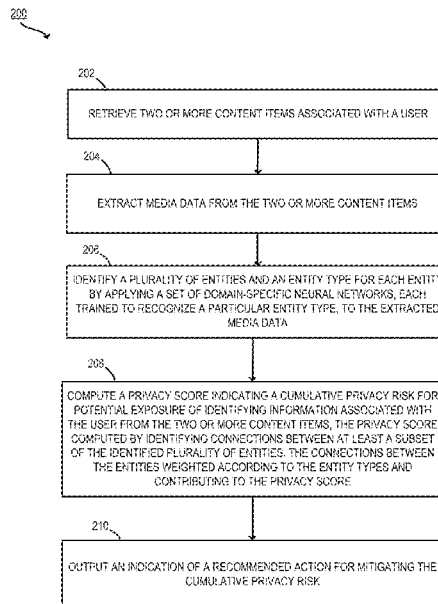 200
202
RETRIEVE TWO OR MORE CONTENT ITEMS ASSOCIATED WITH A USER
204
EXTRACT MEDIA DATA FROM THE TWO OR MORE CONTENT ITEMS
206
IDENTIFY A PLURALITY OF ENTITIES AND AN ENTITY TYPE FOR EACH ENTITY
BY APPLYING A SET OF DOMAIN-SPECIFIC NEURAL NETWORKS, EACH
TRAINED TO RECOGNIZE A PARTICULAR ENTITY TYPE, TO THE EXTRACTED
MEDIA DATA
208
COMPUTE A PRIVACY SCORE INDICATING A CUMULATIVE PRIVACY RISK FOR
POTENTIAL EXPOSURE OF IDENTIFYING INFORMATION ASSOCIATED WITH
THE USER FROM THE TWO OR MORE CONTENT ITEMS, THE PRIVACY SCORE
COMPUTED BY IDENTIFYING CONNECTIONS BETWEEN AT LEAST A SUBSET
OF THE IDENTIFIED PLURALITY OF ENTITIES, THE CONNECTIONS BETWEEN
THE ENTITIES WEIGHTED ACCORDING TO THE ENTITY TYPES AND
CONTRIBUTING TO THE PRIVACY SCORE
210
OUTPUT AN INDICATION OF A RECOMMENDED ACTION FOR MITIGATING THE
CUMULATIVE PRIVACY RISK